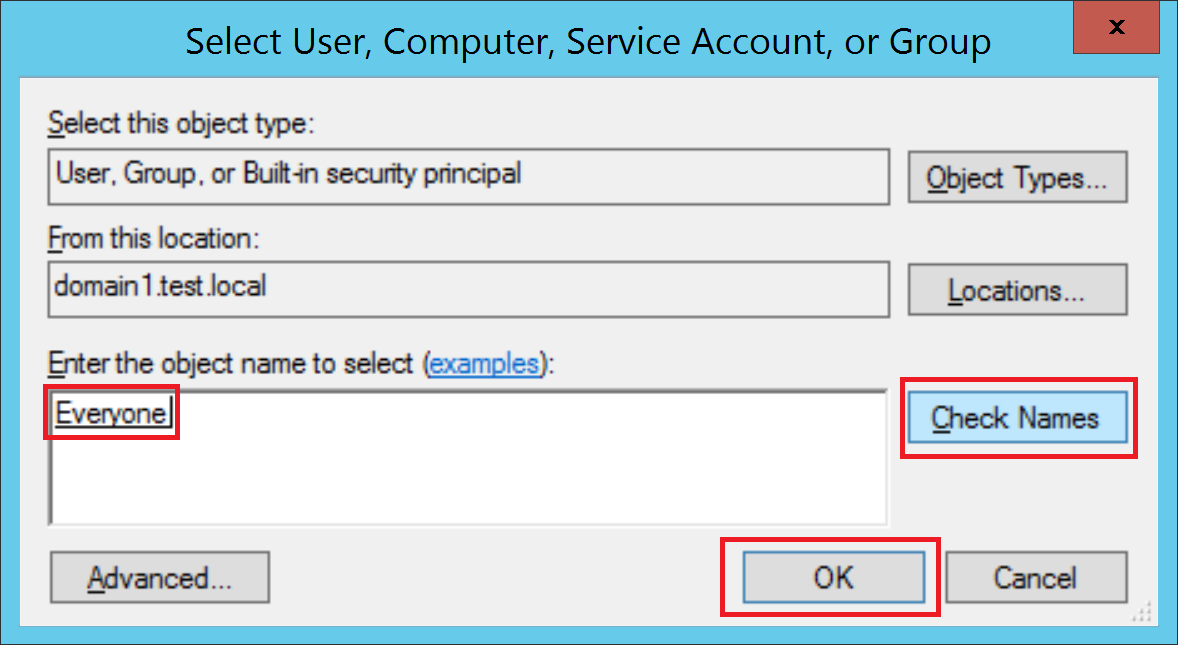 Select User, Computer, Service Account, or Group
x
Select this object type:
User, Group, or Built-in security principal
Object Types...
From this location:
domain1.test.local
Locations...
Enter the object name to select (examples):
Everyone
Check Names
Advanced...
OK
Cancel